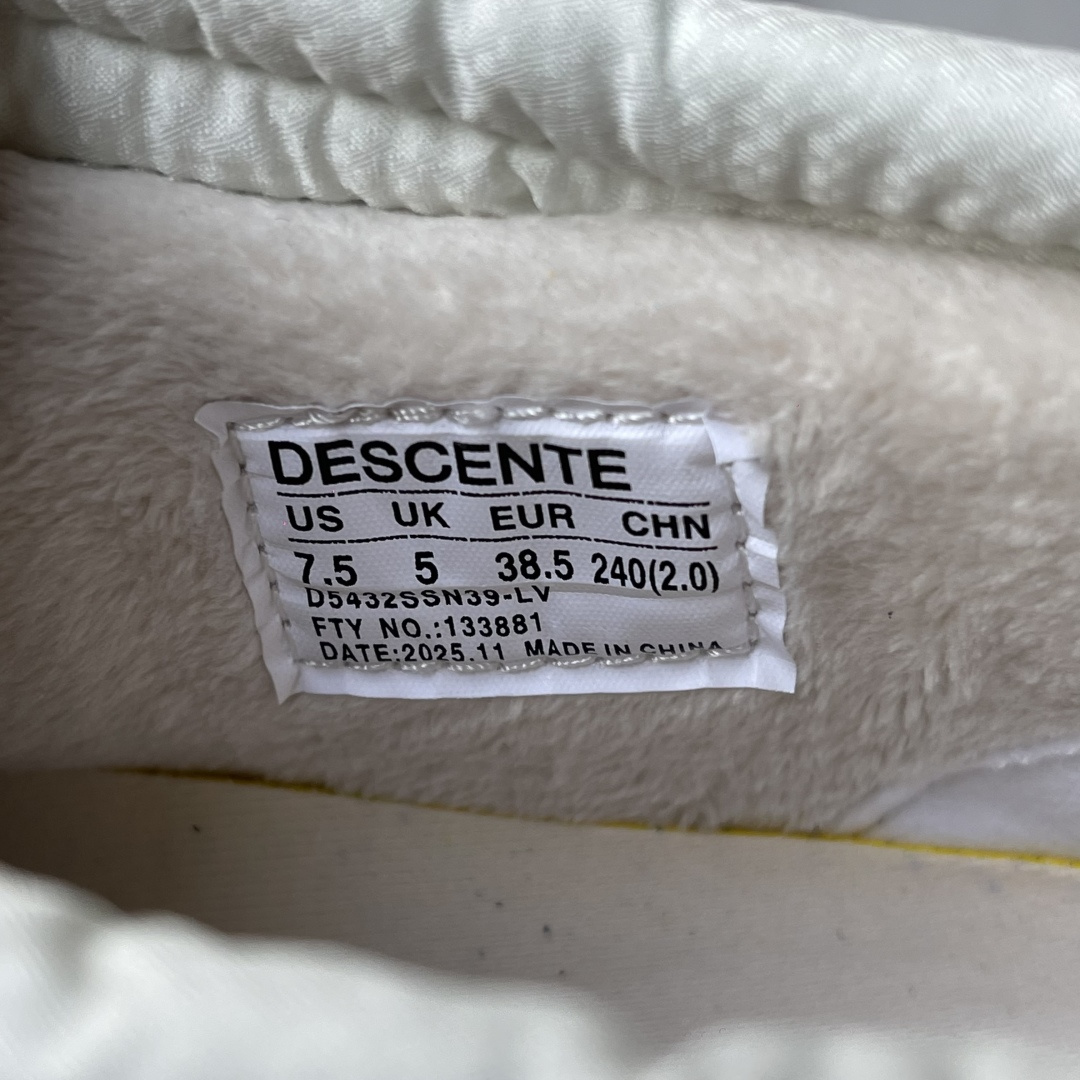 DESCENTE
US UK EUR CHN
7.5 5 38.5 240(2.0)
D5432SSN39-LV
FTY NO.:133881
DATE:2025.11 MADE IN CHINA